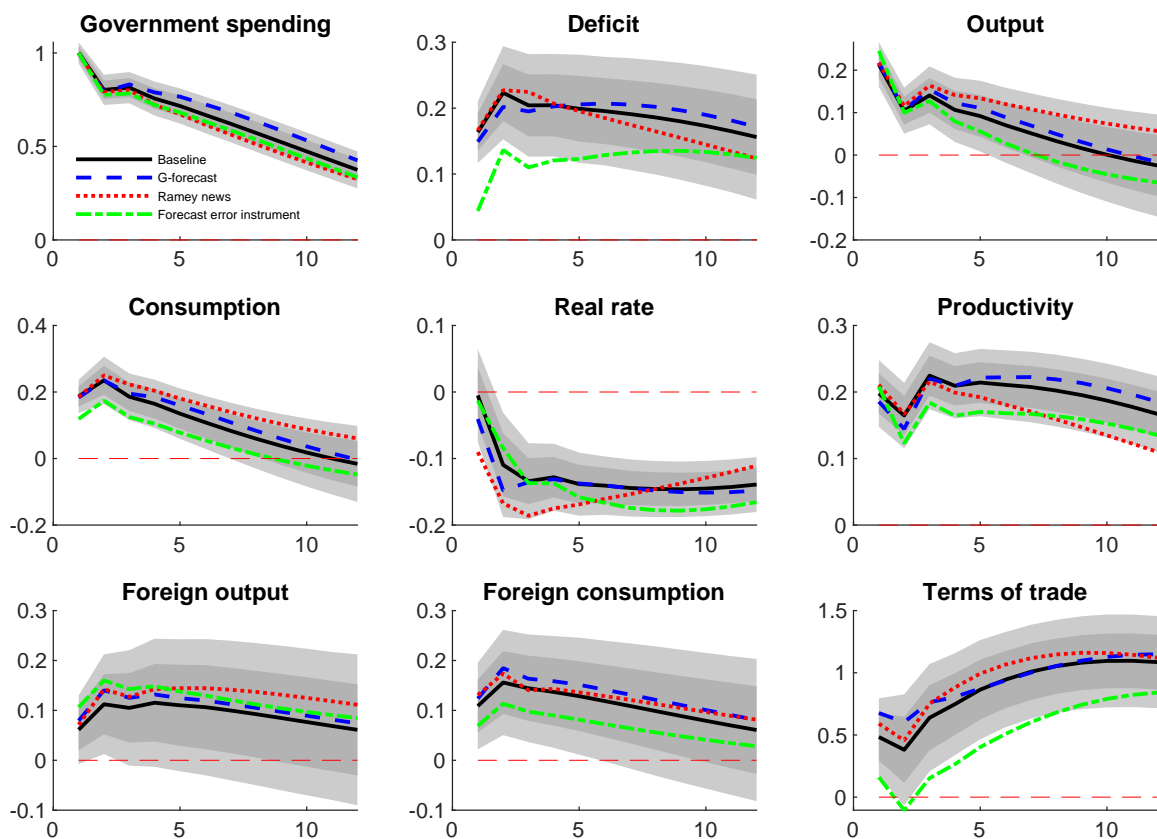 Government spending
Deficit
Output
1
0.5
0
0 5 10
Baseline
G-forecast
Ramey news
Forecast error instrument
0.3
0.2
0.1
0
0 5 10
0.2
0.1
0
-0.1
-0.2
0 5 10
Consumption
Real rate
Productivity
0.4
0.2
0
-0.2
0 5 10
0.1
0
-0.1
-0.2
0 5 10
0.3
0.2
0.1
0
0 5 10
Foreign output
Foreign consumption
Terms of trade
0.3
0.2
0.1
0
-0.1
0 5 10
0.3
0.2
0.1
0
-0.1
0 5 10
1.5
1
0.5
0
0 5 10